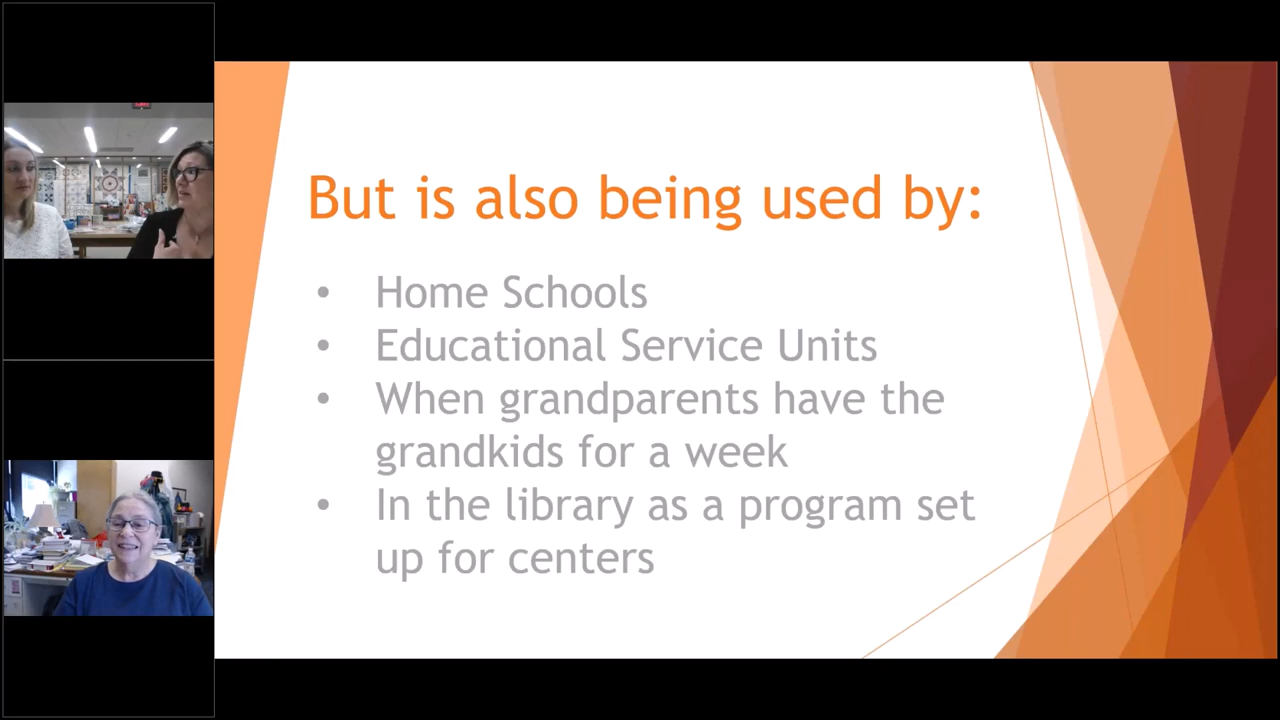 But is also being used by:
• Home Schools
• Educational Service Units
• When grandparents have the
grandkids for a week
• In the library as a program set
up for centers